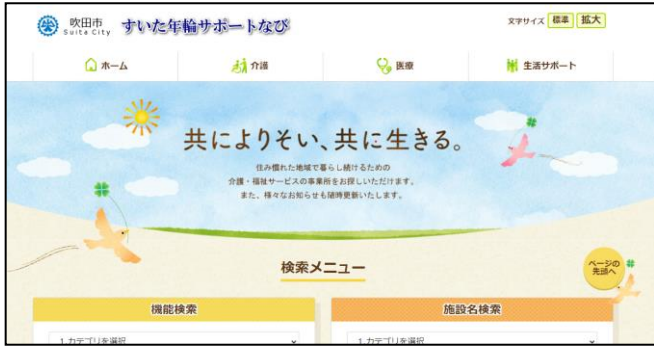 吹田市
Suita City
すいた年輪サポートなび
文字サイズ 標準 拡大
ホーム 介護 医療 生活サポート
共によりそい、共に生きる。
住み慣れた地域で暮らし続けるための
介護・福祉サービスの事業所をお探しいただけます。
また、様々なお知らせも随時更新いたします。
検索メニュー
ページの
先頭へ
機能検索 施設名検索
1.カテゴリを選択 1.カテゴリを選択